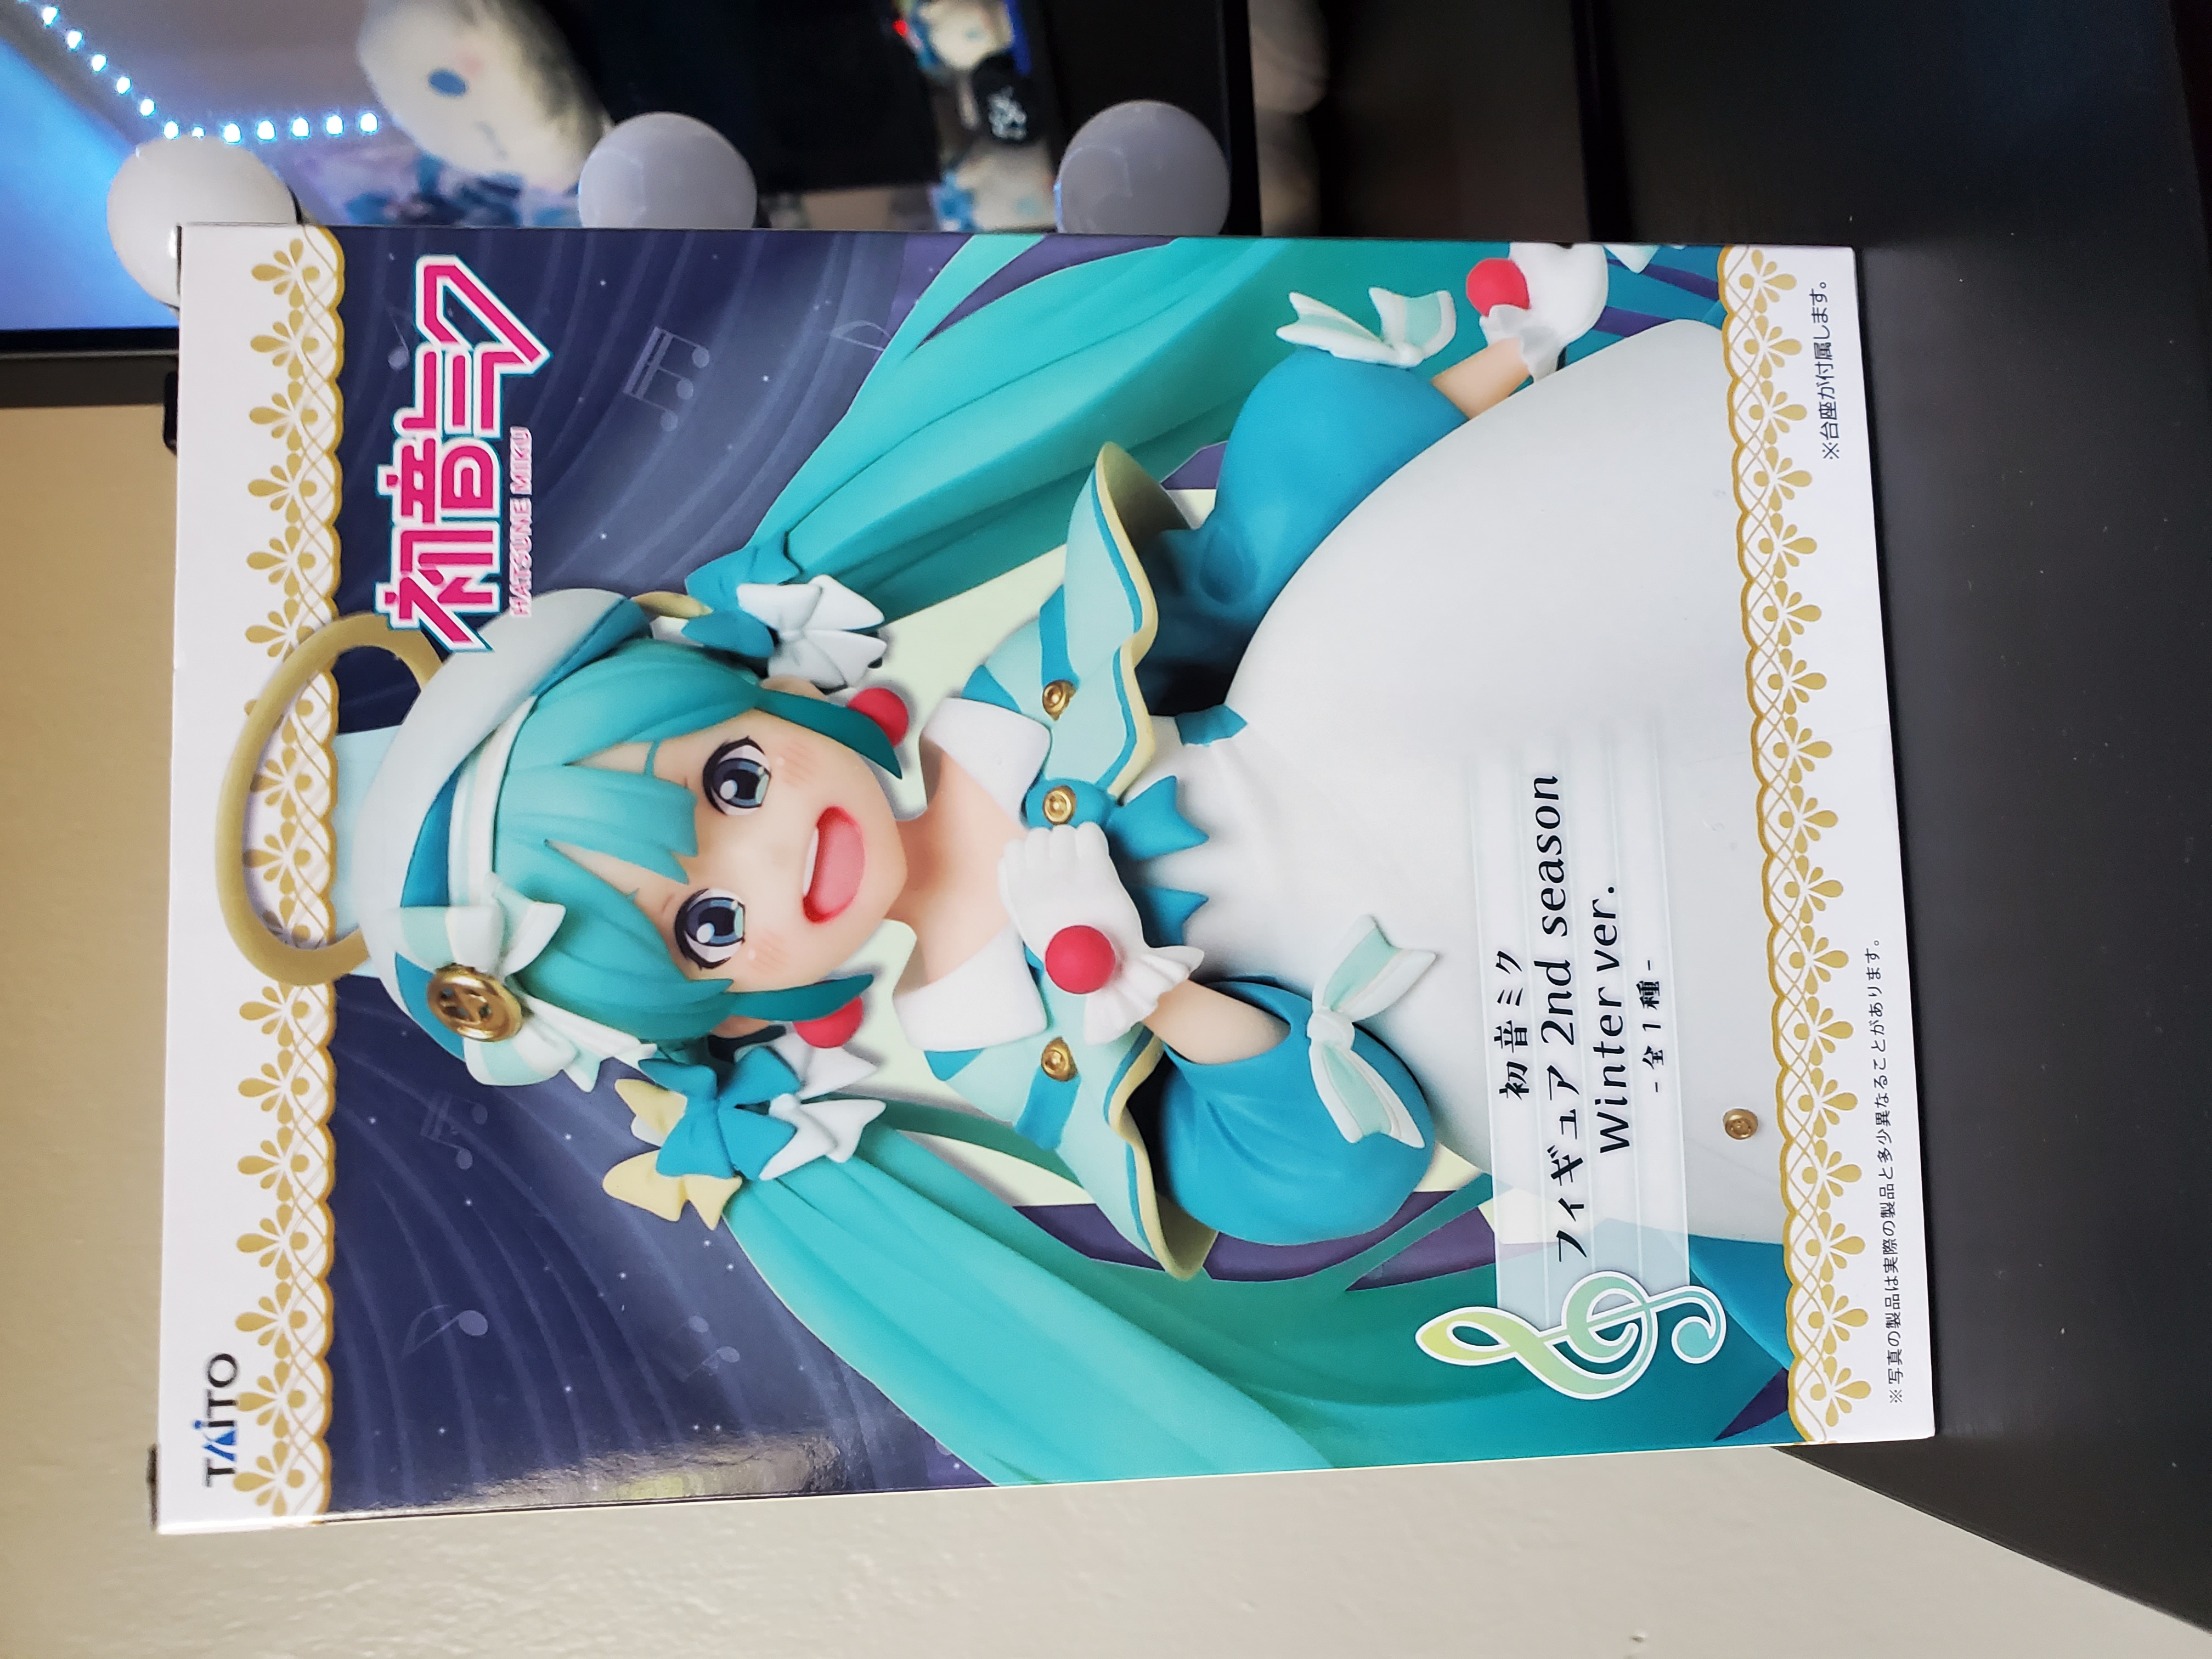 TAITO
初音ミク
HATSUNE MIKU
初音ミク
フィギュア 2nd season
Winter ver.
-全1種-
※台座が付属します。
※写真の製品は実際の製品と多少異なることがあります。